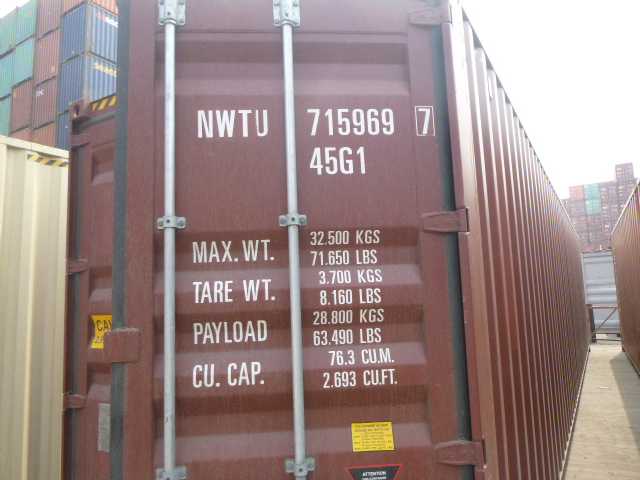 NWTU 715969 7
45G1
MAX. WT. 32.500 KGS
71.650 LBS
TARE WT. 3.700 KGS
8.160 LBS
PAYLOAD 28.800 KGS
63.490 LBS
CU. CAP. 76.3 CU.M.
2.693 CU.FT.
CA
ATTENTION